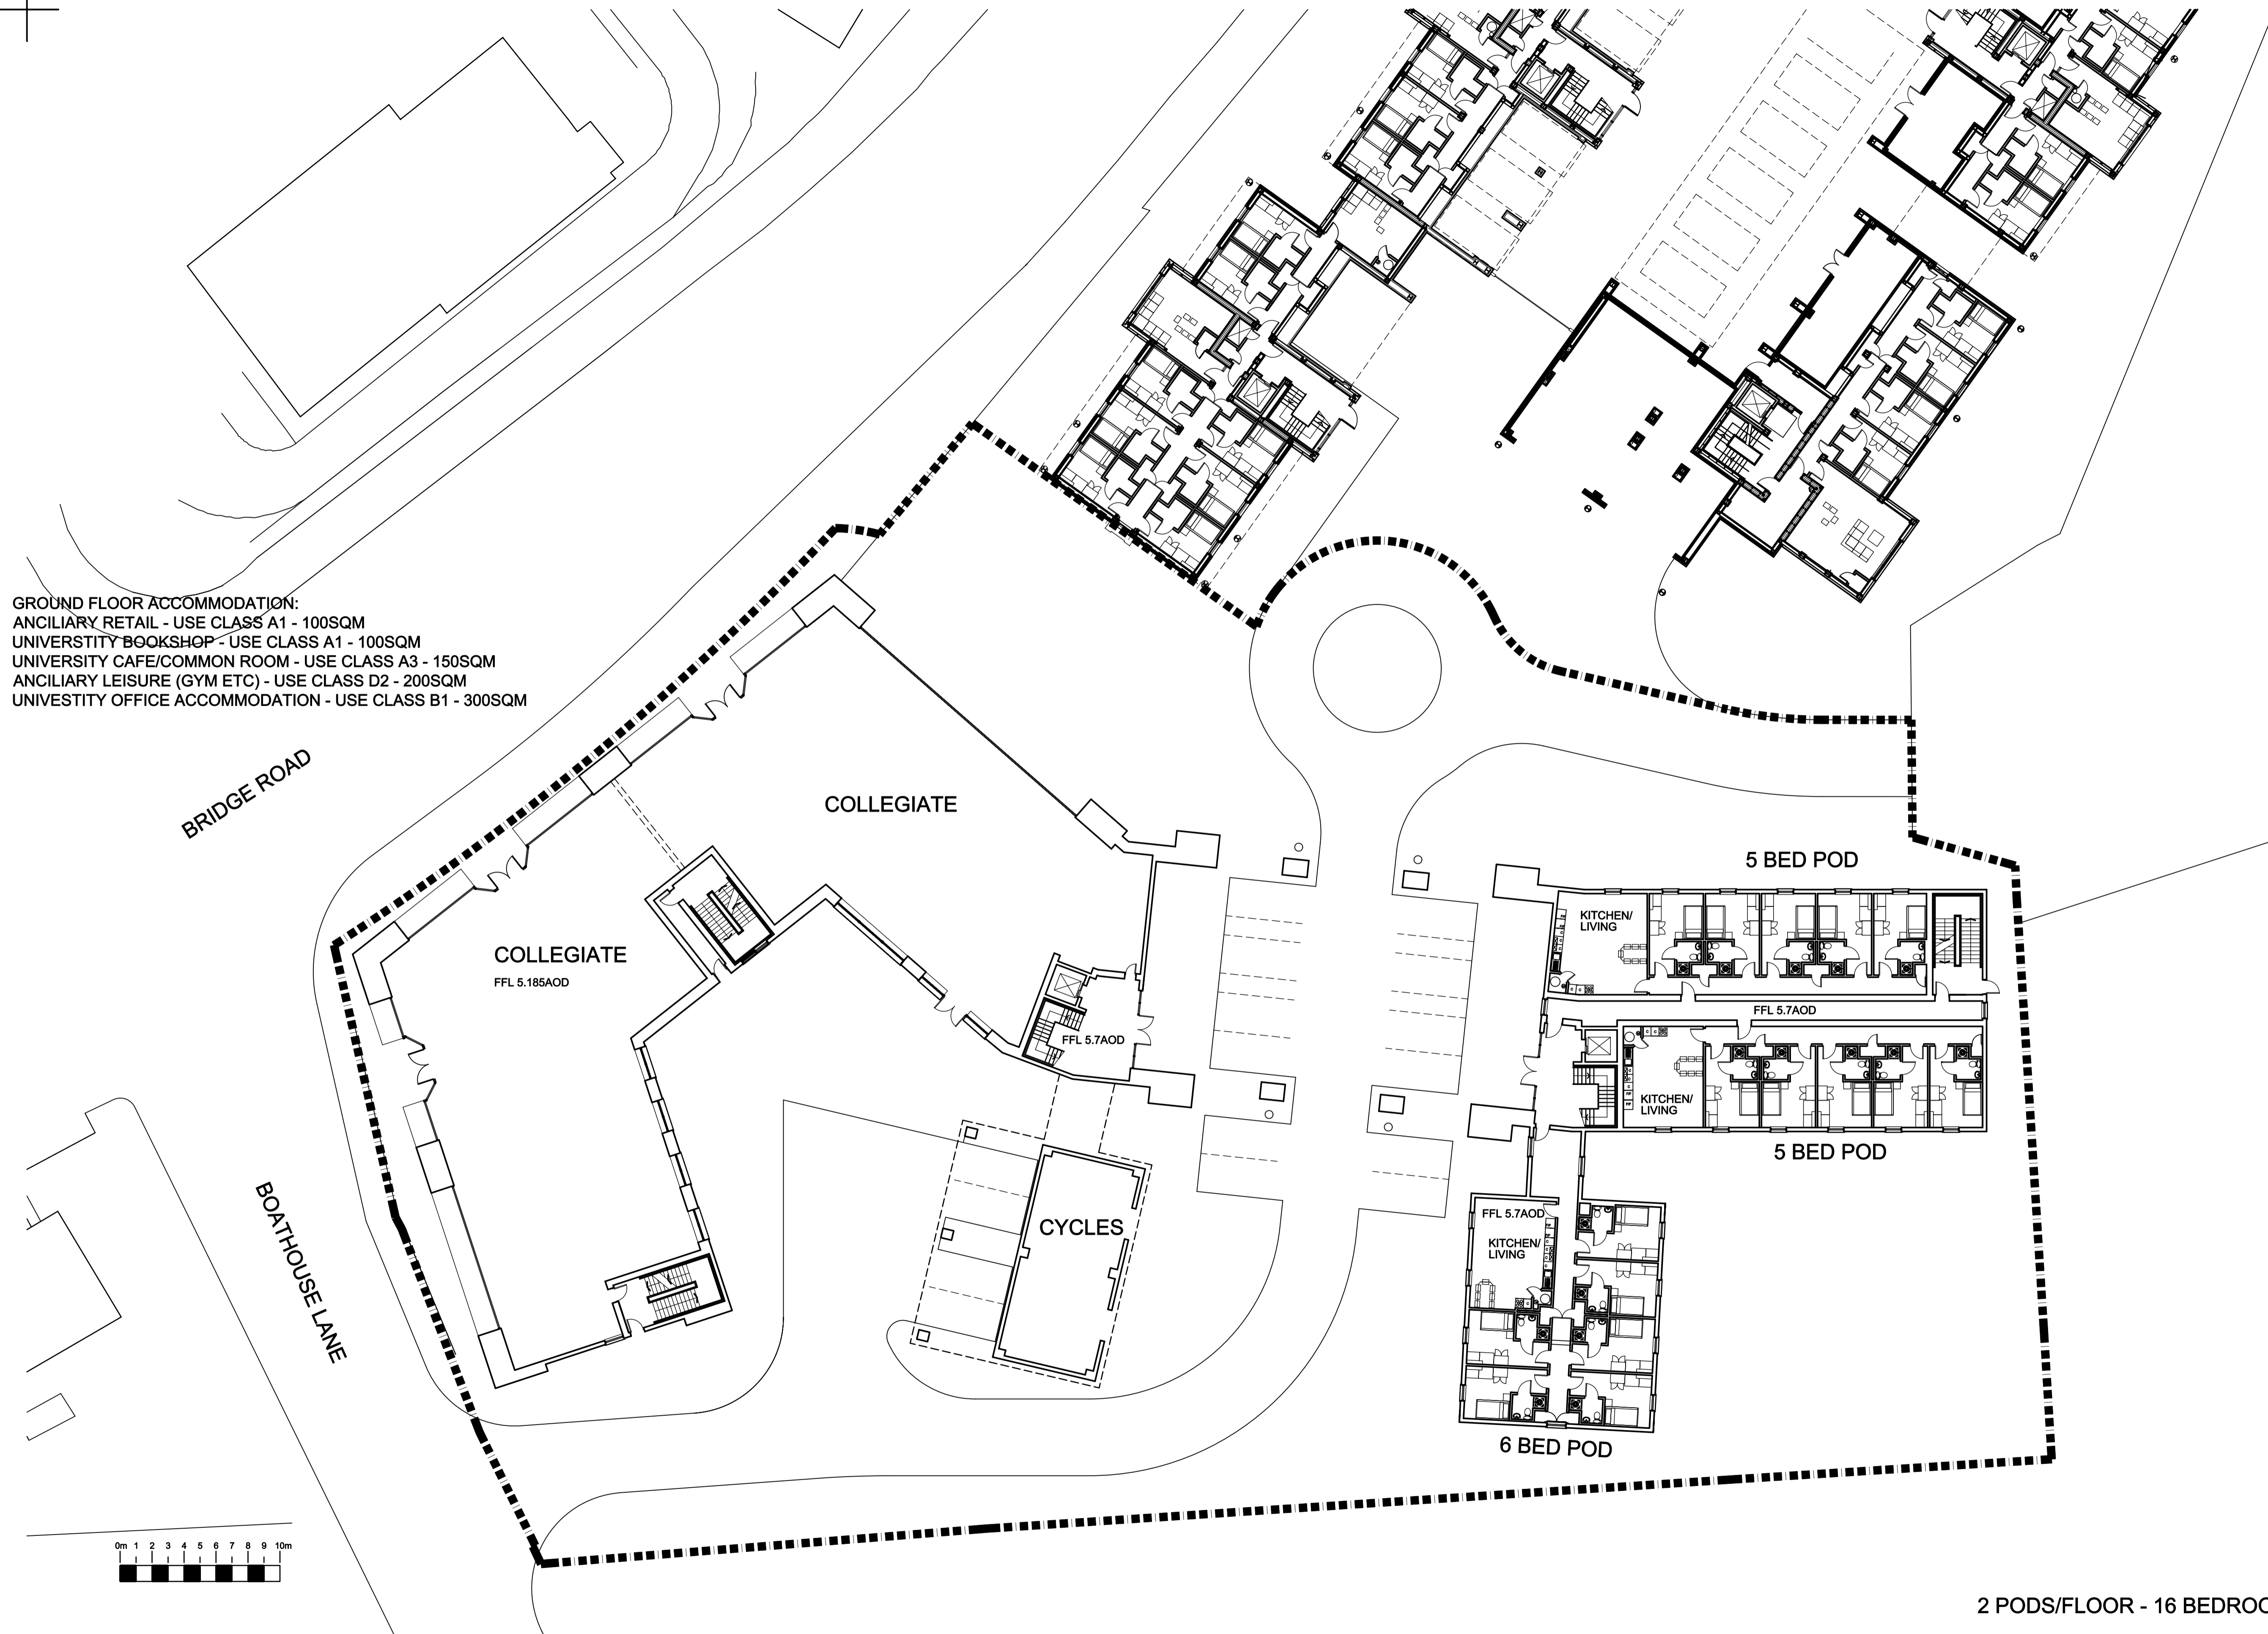 GROUND FLOOR ACCOMMODATION:
ANCILIARY RETAIL - USE CLASS A1 - 100SQM
UNIVERSTITY BOOKSHOP - USE CLASS A1 - 100SQM
UNIVERSITY CAFE/COMMON ROOM - USE CLASS A3 - 150SQM
ANCILIARY LEISURE (GYM ETC) - USE CLASS D2 - 200SQM
UNIVESTITY OFFICE ACCOMMODATION - USE CLASS B1 - 300SQM
BRIDGE ROAD
COLLEGIATE
COLLEGIATE
FFL 5.185AOD
FFL 5.7AOD
5 BED POD
KITCHEN/
LIVING
FFL 5.7AOD
KITCHEN/
LIVING
5 BED POD
BOATHOUSE LANE
CYCLES
FFL 5.7AOD
KITCHEN/
LIVING
6 BED POD
0m 1 2 3 4 5 6 7 8 9 10m
2 PODS/FLOOR - 16 BEDROO